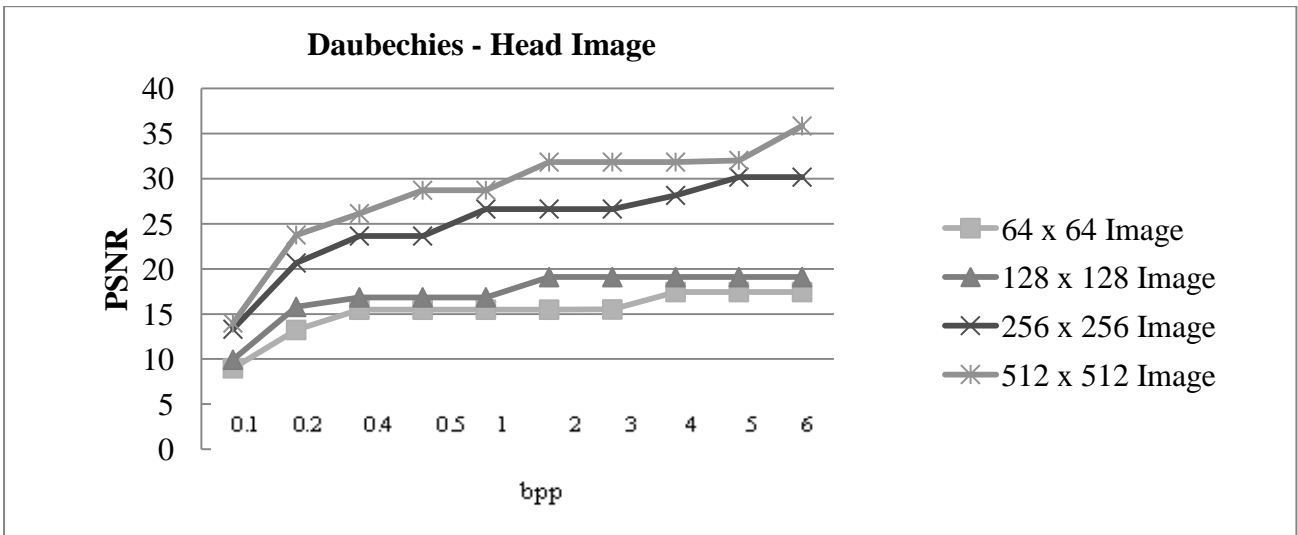 Daubechies - Head Image
PSNR
40
35
30
25
20
15
10
5
0
0.1 0.2 0.4 0.5 1 2 3 4 5 6
bpp
64 x 64 Image
128 x 128 Image
256 x 256 Image
512 x 512 Image